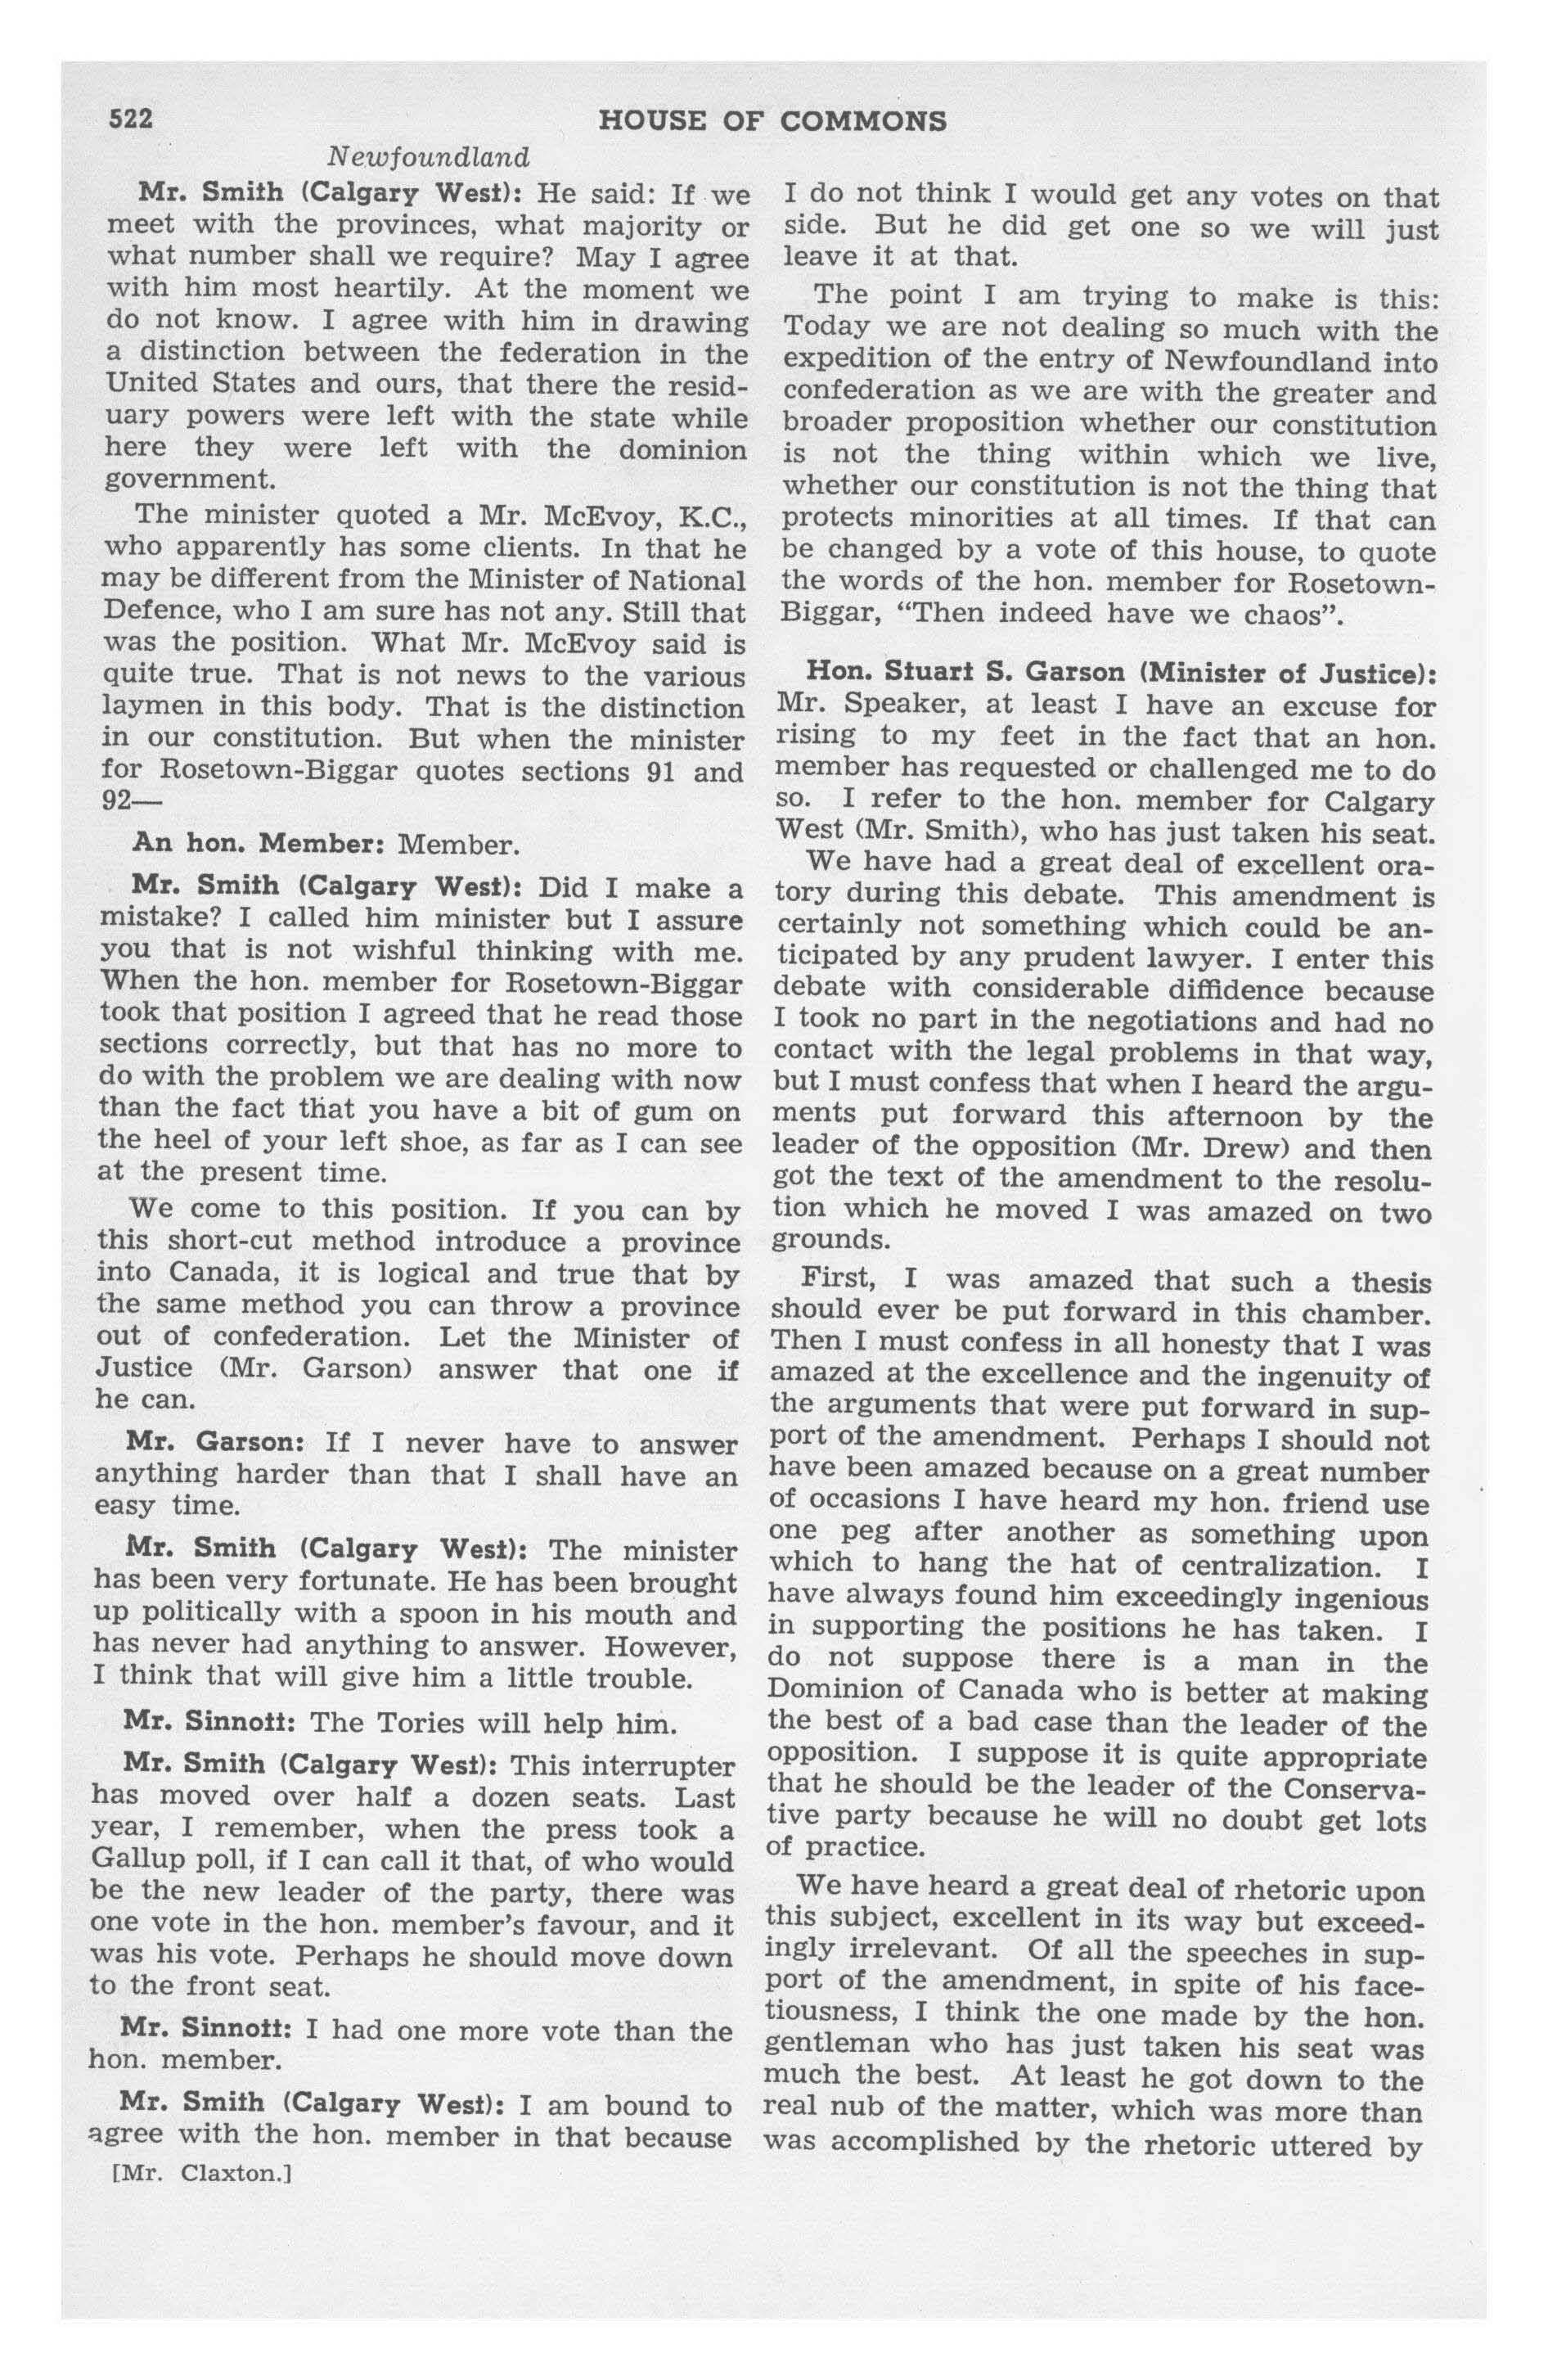 522
HOUSE OF COMMONS
Newfoundland
Mr. Smith (Calgary West): He said: If we
meet with the provinces, what majority or
what number shall we require? May I agree
with him most heartily. At the moment we
do not know. I agree with him in drawing
a distinction between the federation in the
United States and ours, that there the resid-
uary powers were left with the state while
here they were left with the dominion
government.
The minister quoted a Mr. McEvoy, K.C.,
who apparently has some clients. In that he
may be different from the Minister of National
Defence, who I am sure has not any. Still that
was the position. What Mr. McEvoy said is
quite true. That is not news to the various
laymen in this body. That is the distinction
in our constitution. But when the minister
for Rosetown-Biggar quotes sections 91 and
92—
An hon. Member: Member.
Mr. Smith (Calgary West): Did I make a
mistake? I called him minister but I assure
you that is not wishful thinking with me.
When the hon. member for Rosetown-Biggar
took that position I agreed that he read those
sections correctly, but that has no more to
do with the problem we are dealing with now
than the fact that you have a bit of gum on
the heel of your left shoe, as far as I can see
at the present time.
We come to this position. If you can by
this short-cut method introduce a province
into Canada, it is logical and true that by
the same method you can throw a province
out of confederation. Let the Minister of
Justice (Mr. Garson) answer that one if
he can.
Mr. Garson: If I never have to answer
anything harder than that I shall have an
easy time.
Mr. Smith (Calgary West): The minister
has been very fortunate. He has been brought
up politically with a spoon in his mouth and
has never had anything to answer. However,
I think that will give him a little trouble.
Mr. Sinnott: The Tories will help him.
Mr. Smith (Calgary West): This interrupter
has moved over half a dozen seats. Last
year, I remember, when the press took a
Gallup poll, if I can call it that, of who would
be the new leader of the party, there was
one vote in the hon. member's favour, and it
was his vote. Perhaps he should move down
to the front seat.
Mr. Sinnott: I had one more vote than the
hon. member.
Mr. Smith (Calgary West): I am bound to
agree with the hon. member in that because
[Mr. Claxton.]
I do not think I would get any votes on that
side. But he did get one so we will just
leave it at that.
The point I am trying to make is this:
Today we are not dealing so much with the
expedition of the entry of Newfoundland into
confederation as we are with the greater and
broader proposition whether our constitution
is not the thing within which we live,
whether our constitution is not the thing that
protects minorities at all times. If that can
be changed by a vote of this house, to quote
the words of the hon. member for Rosetown-
Biggar, “Then indeed have we chaos”.
Hon. Stuart S. Garson (Minister of Justice):
Mr. Speaker, at least I have an excuse for
rising to my feet in the fact that an hon.
member has requested or challenged me to do
so. I refer to the hon. member for Calgary
West (Mr. Smith), who has just taken his seat.
We have had a great deal of excellent ora-
tory during this debate. This amendment is
certainly not something which could be an-
ticipated by any prudent lawyer. I enter this
debate with considerable diffidence because
I took no part in the negotiations and had no
contact with the legal problems in that way,
but I must confess that when I heard the argu-
ments put forward this afternoon by the
leader of the opposition (Mr. Drew) and then
got the text of the amendment to the resolu-
tion which he moved I was amazed on two
grounds.
First, I was amazed that such a thesis
should ever be put forward in this chamber.
Then I must confess in all honesty that I was
amazed at the excellence and the ingenuity of
the arguments that were put forward in sup-
port of the amendment. Perhaps I should not
have been amazed because on a great number
of occasions I have heard my hon. friend use
one peg after another as something upon
which to hang the hat of centralization. I
have always found him exceedingly ingenious
in supporting the positions he has taken. I
do not suppose there is a man in the
Dominion of Canada who is better at making
the best of a bad case than the leader of the
opposition. I suppose it is quite appropriate
that he should be the leader of the Conserva-
tive party because he will no doubt get lots
of practice.
We have heard a great deal of rhetoric upon
this subject, excellent in its way but exceed-
ingly irrelevant. Of all the speeches in sup-
port of the amendment, in spite of his face-
tiousness, I think the one made by the hon.
gentleman who has just taken his seat was
much the best. At least he got down to the
real nub of the matter, which was more than
was accomplished by the rhetoric uttered by